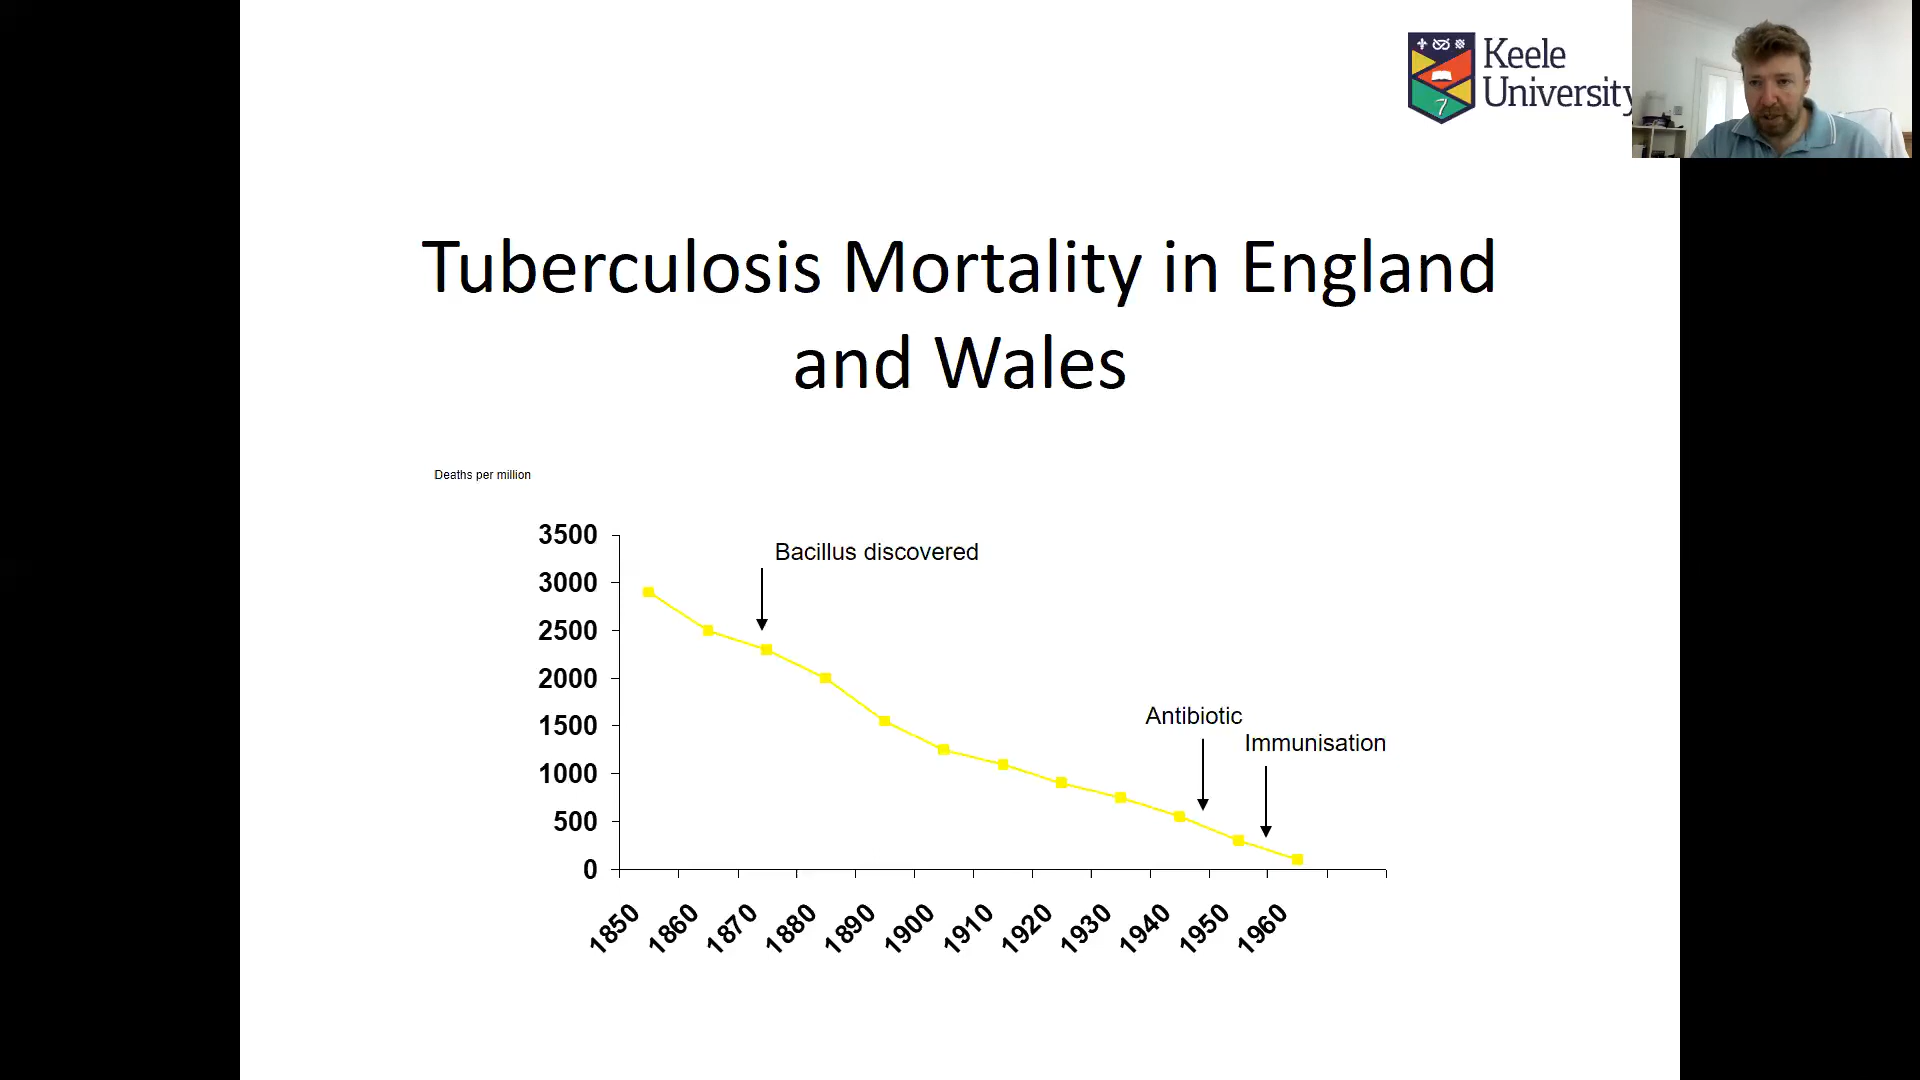 Keele
University
Tuberculosis Mortality in England
and Wales
Deaths per million
3500
3000
2500
2000
1500
1000
500
0
Bacillus discovered
Antibiotic
Immunisation
1850
1860
1870
1880
1890
1900
1910
1920
1930
1940
1950
1960